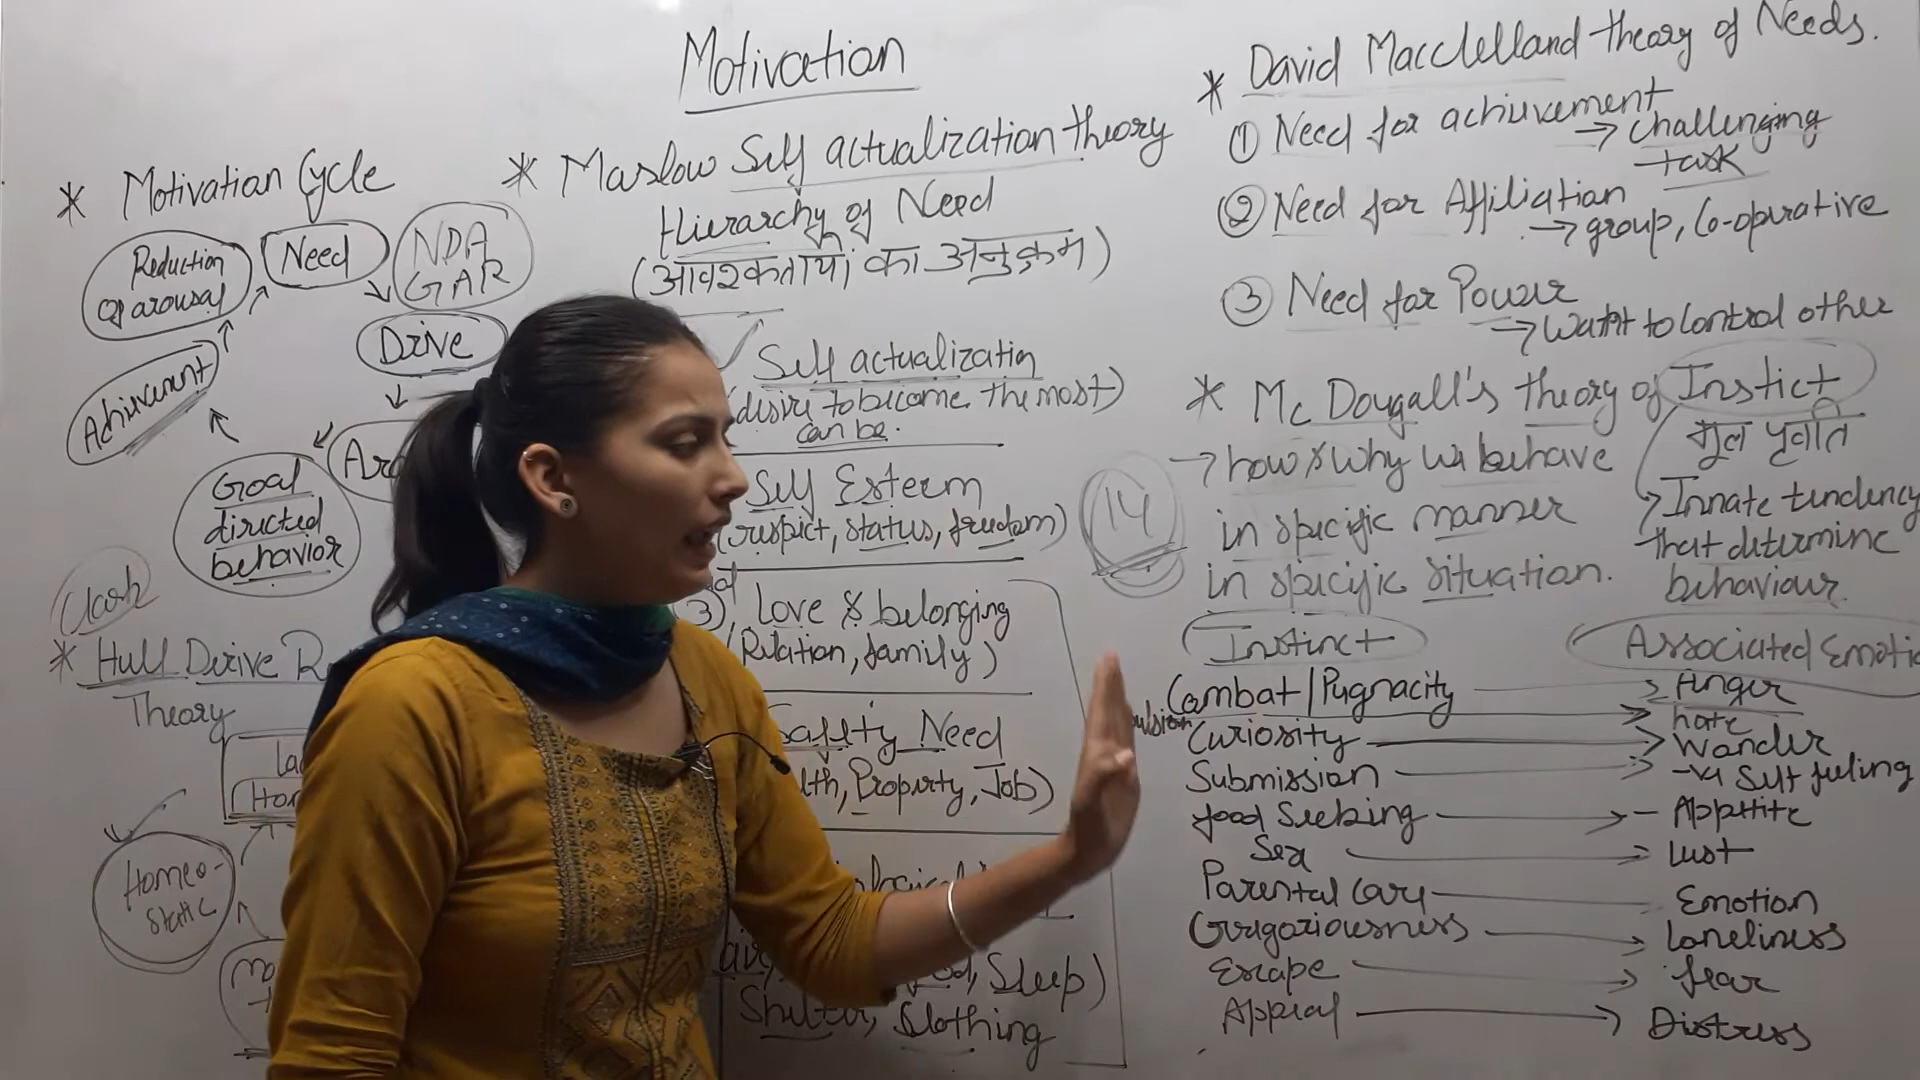 Motivation
* Motivation Cycle
Need
NDA
GAR
Drive
Goal
directed
behavior
Achievement
Reduction
of arousal
Clark
* Hull Drive
Theory
Homeo-
static
* Maslow Self actualization theory
Hierarchy of Need
(आवश्कतायों का अनुक्रम)
Self actualization
(desire to become the most)
can be.
Self Esteem
(respect, status, freedom)
3), Love & belonging
(Relation, family)
Safety Need
Property, Job)
Sleep)
Shelter, Clothing
* David Macclelland theory of Needs.
① Need for achievement
→ Challenging
task
② Need for Affiliation
→ group, Co-operative
③ Need for Power
→ Want to Control other
* Mc Dougall's theory of Instict
मूल प्रवृति
→ how & why we behave
in specific manner
in specific situation.
14
→ Innate tendency
that determine
behaviour.
Instinct Associated
Combat/Pugnacity → Anger
→ hate
Curiosity → Wonder
Submission → -ve Self feeling
food Seeking → - Appetite
Sex → Lust
Parental Care Emotion
Gregariousness → Loneliness
Escape → fear
Appeal → Distress